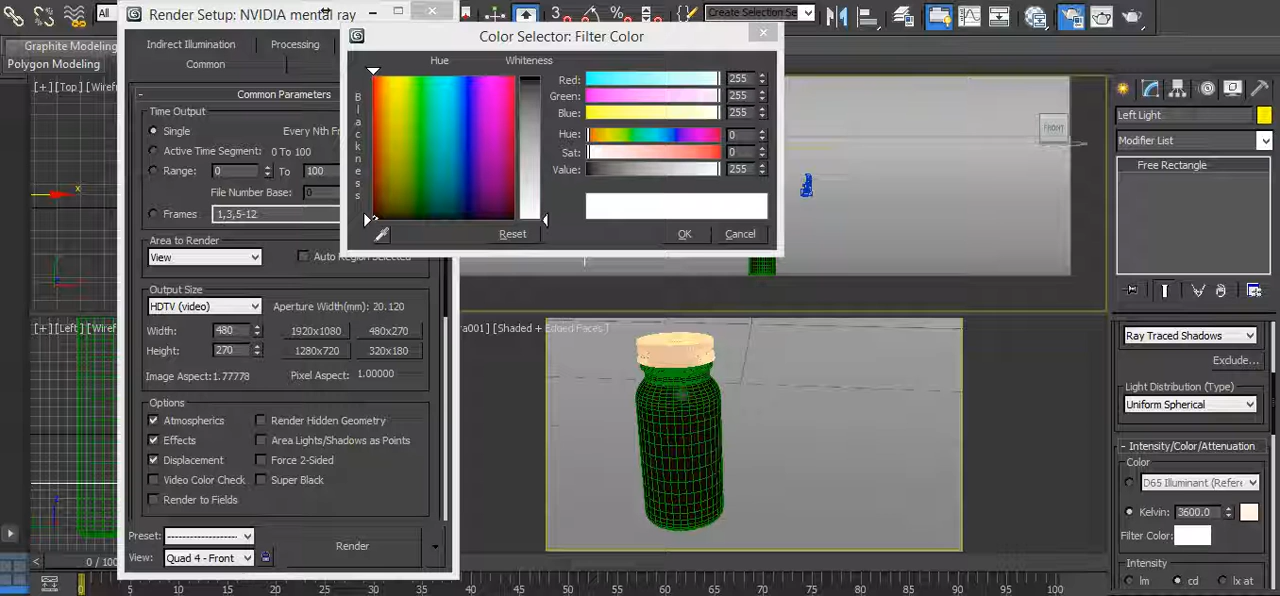 All
Create Selection Se
Render Setup: NVIDIA mental ray
Graphite Modeling
Polygon Modeling
Indirect Illumination
Processing
Common
Color Selector: Filter Color
Hue
Whiteness
Blackness
Red:
255
Green:
255
Blue:
255
Hue:
0
Sat:
0
Value:
255
Reset
OK
Cancel
[+] [Top] [Wirefr
Common Parameters
Time Output
Single
Every Nth Fr
Active Time Segment:
0 To 100
Range:
0
To
100
File Number Base:
0
Frames
1,3,5-12
Area to Render
View
Auto Region Selected
Output Size
HDTV (video)
Aperture Width(mm): 20.120
Width:
480
1920x1080
480x270
Height:
270
1280x720
320x180
Image Aspect:1.77778
Pixel Aspect:
1.00000
Options
Atmospherics
Render Hidden Geometry
Effects
Area Lights/Shadows as Points
Displacement
Force 2-Sided
Video Color Check
Super Black
Render to Fields
Preset:
--------------------
Render
View:
Quad 4 - Front
[+] [Left] [Wirefr
ra001] [Shaded + Edged Faces ]
FRONT
Left Light
Modifier List
Free Rectangle
Ray Traced Shadows
Exclude...
Light Distribution (Type)
Uniform Spherical
Intensity/Color/Attenuation
Color
D65 Illuminant (Refere
Kelvin:
3600.0
Filter Color:
Intensity
lm
cd
lx at
0 / 100
0
5
10
15
20
25
30
35
40
45
50
55
60
65
70
75
80
85
90
95
100